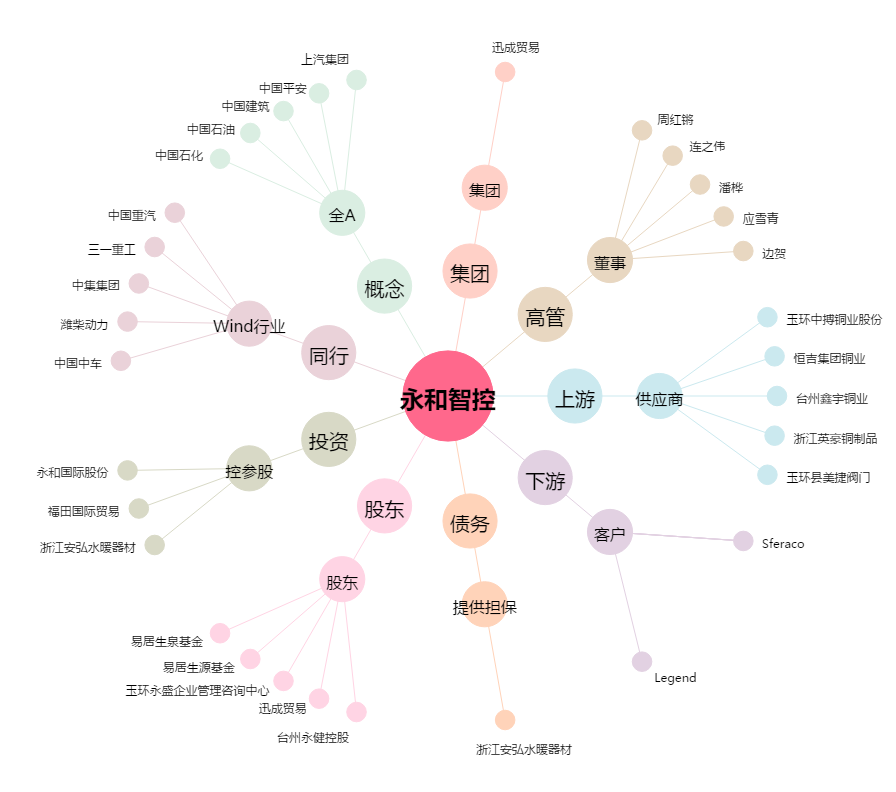 迅成贸易
上汽集团
中国平安
中国建筑
中国石油
中国石化
周红锵
连之伟
潘桦
应雪青
边贺
集团
全A
中国重汽
三一重工
中集集团
潍柴动力
中国中车
董事
集团
概念
高管
Wind行业
同行
玉环中搏铜业股份
恒吉集团铜业
台州鑫宇铜业
浙江英豪铜制品
玉环县美捷阀门
永和智控
上游
供应商
投资
控参股
永和国际股份
福田国际贸易
浙江安弘水暖器材
下游
股东
债务
客户
Sferaco
股东
提供担保
易居生泉基金
易居生源基金
玉环永盛企业管理咨询中心
迅成贸易
台州永健控股
Legend
浙江安弘水暖器材